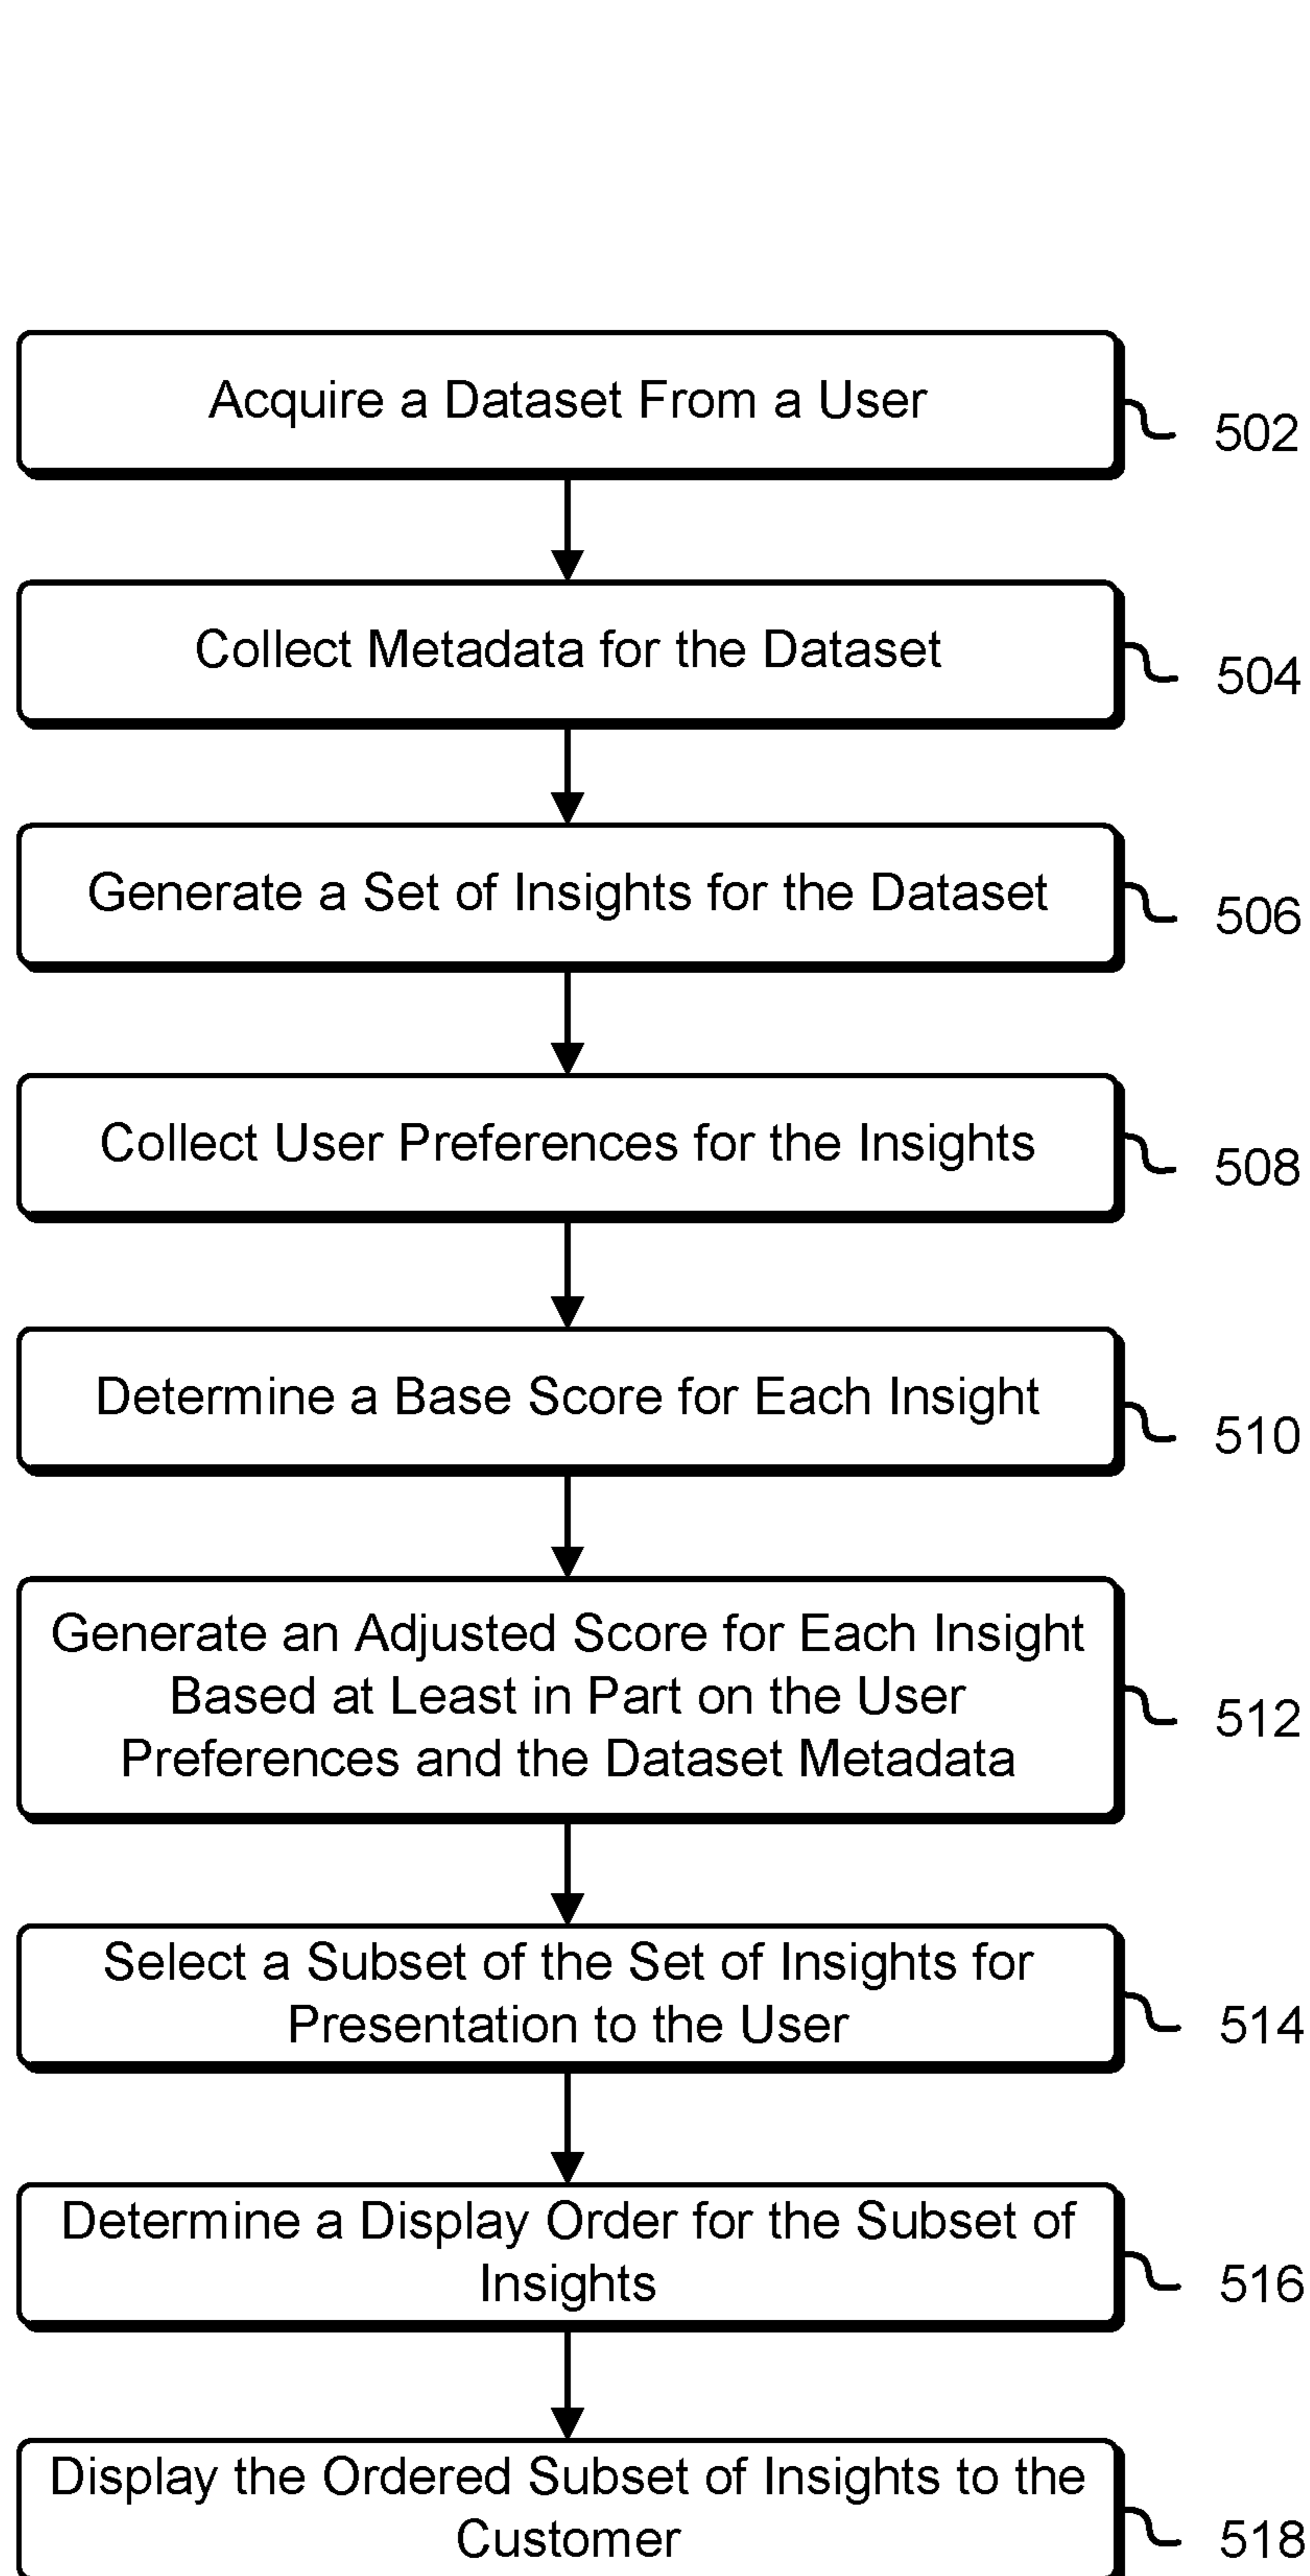 Acquire a Dataset From a User
502
Collect Metadata for the Dataset
504
Generate a Set of Insights for the Dataset
506
Collect User Preferences for the Insights
508
Determine a Base Score for Each Insight
510
Generate an Adjusted Score for Each Insight
Based at Least in Part on the User
Preferences and the Dataset Metadata
512
Select a Subset of the Set of Insights for
Presentation to the User
514
Determine a Display Order for the Subset of
Insights
516
Display the Ordered Subset of Insights to the
Customer
518